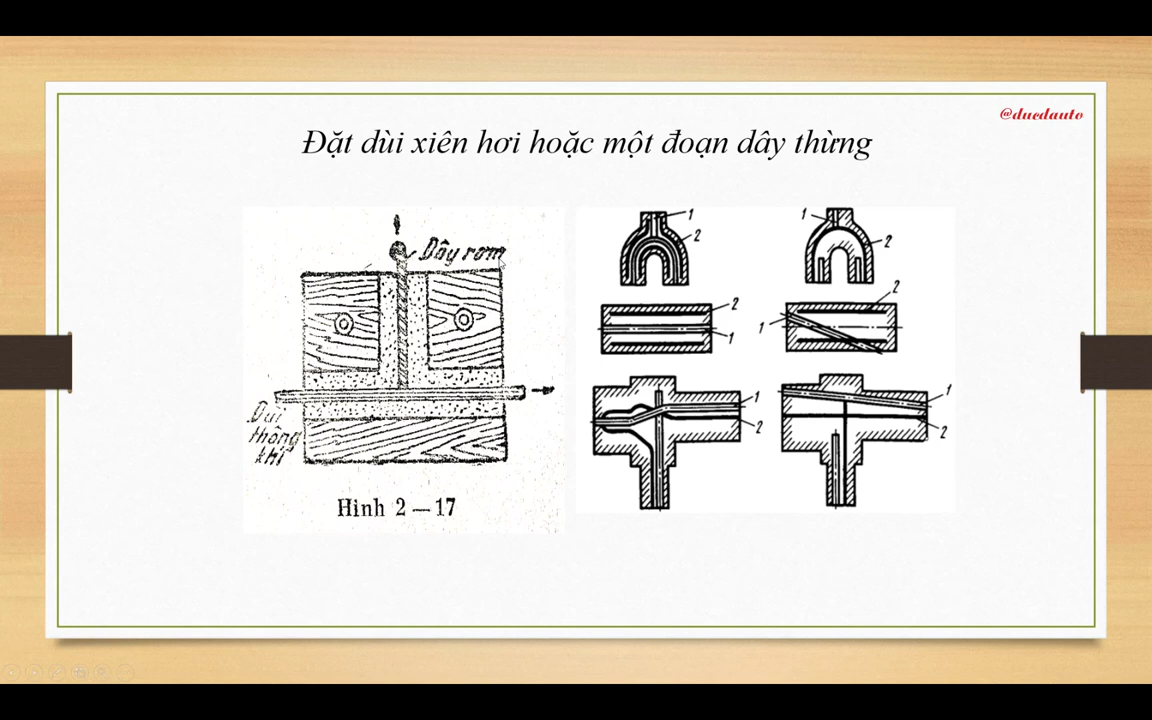 @ducdauto
Đặt dùi xiên hơi hoặc một đoạn dây thừng
Dây rơm
Dùi
thông
khí
Hình 2 — 17
1
2
1
2
2
1
2
1
1
2
1
2